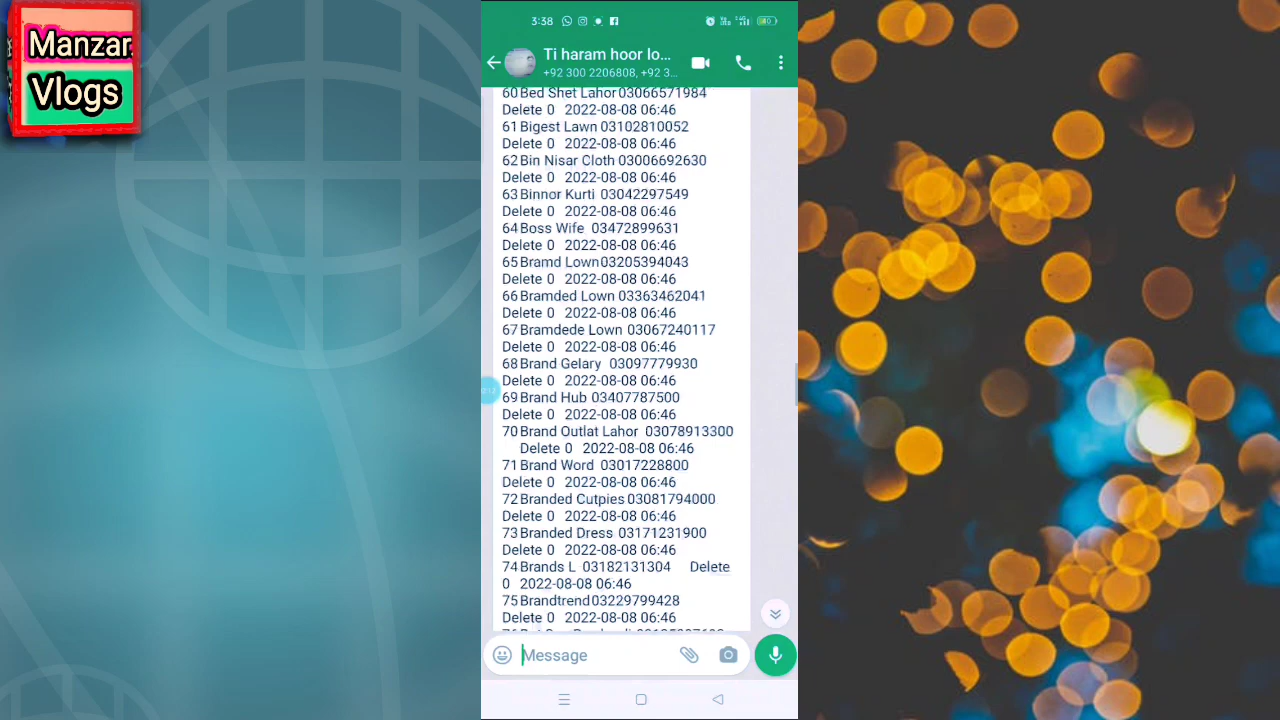 Manzar
Vlogs
3:38
Ti haram hoor lo...
+92 300 2206808, +92 3...
60 Bed Shet Lahor 03066571984
Delete 0 2022-08-08 06:46
61 Bigest Lawn 03102810052
Delete 0 2022-08-08 06:46
62 Bin Nisar Cloth 03006692630
Delete 0 2022-08-08 06:46
63 Binnor Kurti 03042297549
Delete 0 2022-08-08 06:46
64 Boss Wife 03472899631
Delete 0 2022-08-08 06:46
65 Bramd Lown 03205394043
Delete 0 2022-08-08 06:46
66 Bramded Lown 03363462041
Delete 0 2022-08-08 06:46
67 Bramdede Lown 03067240117
Delete 0 2022-08-08 06:46
68 Brand Gelary 03097779930
Delete 0 2022-08-08 06:46
69 Brand Hub 03407787500
Delete 0 2022-08-08 06:46
70 Brand Outlat Lahor 03078913300
Delete 0 2022-08-08 06:46
71 Brand Word 03017228800
Delete 0 2022-08-08 06:46
72 Branded Cutpies 03081794000
Delete 0 2022-08-08 06:46
73 Branded Dress 03171231900
Delete 0 2022-08-08 06:46
74 Brands L 03182131304 Delete
0 2022-08-08 06:46
75 Brandtrend 03229799428
Delete 0 2022-08-08 06:46
Message